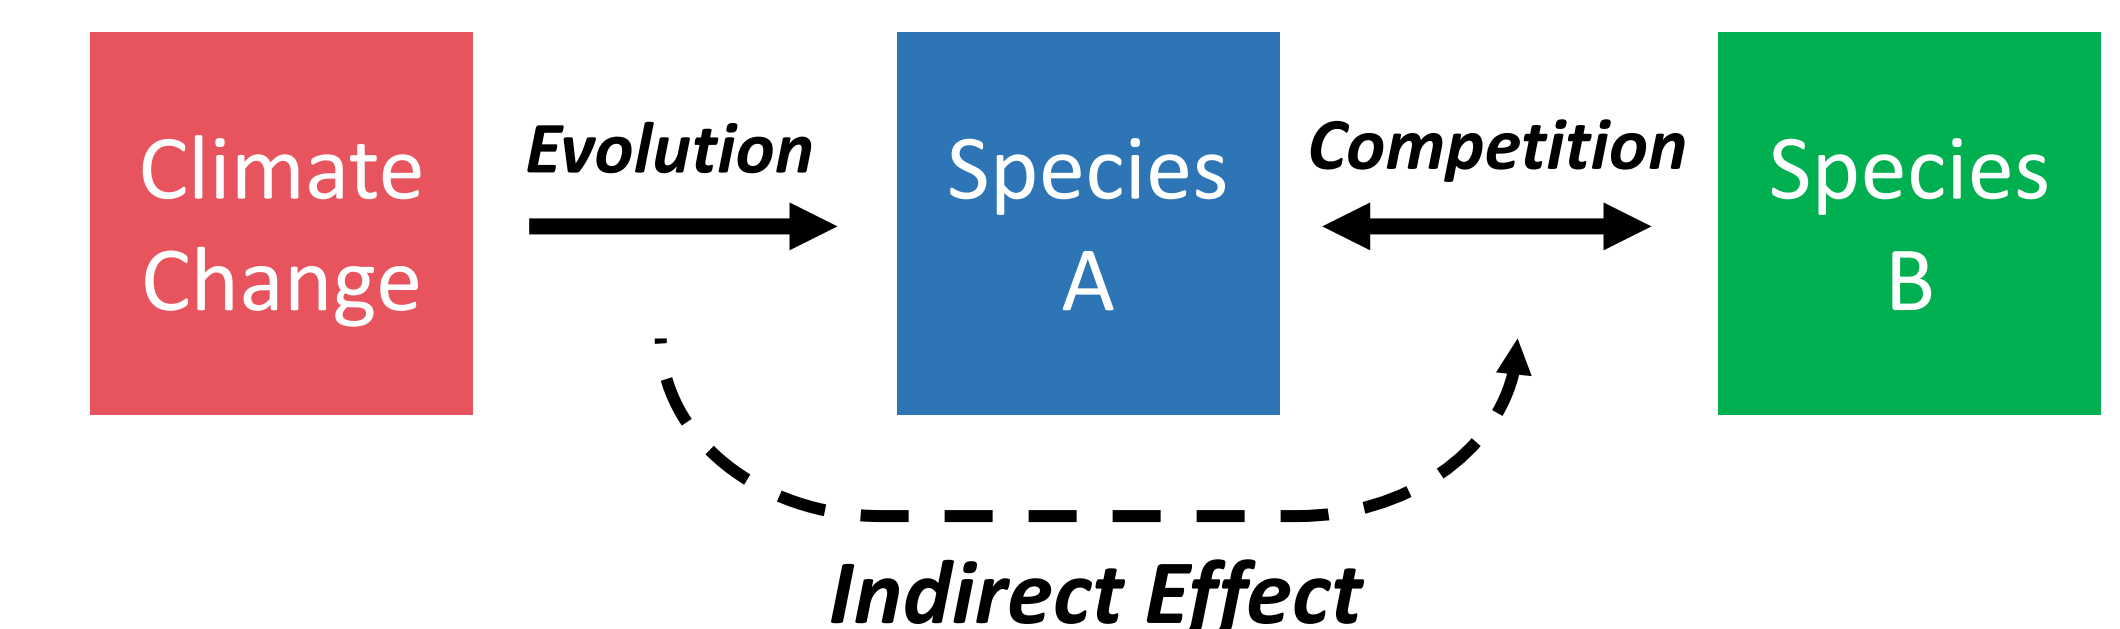 Climate
Change
Evolution
Species
A
Competition
Species
B
Indirect Effect